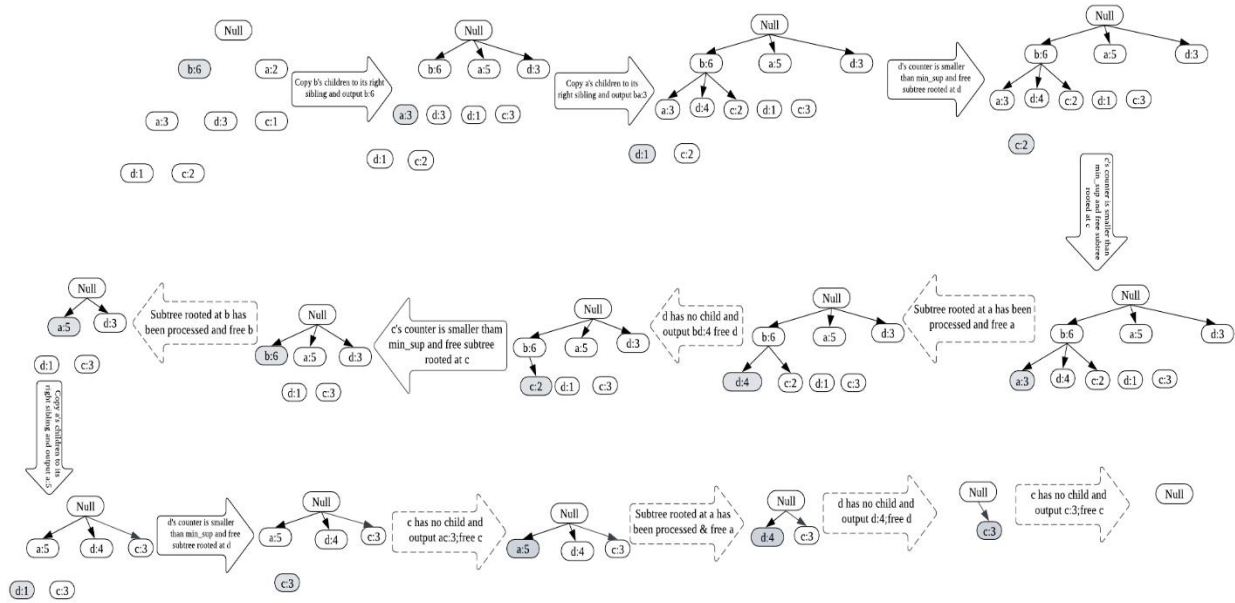 Null
b:6
a:2
a:3
d:3
c:1
d:1
c:2
Copy b's children to its right
sibling and output b:6
Null
b:6
a:5
d:3
a:3
d:3
d:1
c:3
d:1
c:2
Copy a's children to its
right sibling and output ba:3
Null
b:6
a:5
d:3
a:3
d:4
c:2
d:1
c:3
d:1
c:2
d's counter is smaller
than min_sup and free
subtree rooted at d
Null
b:6
a:5
d:3
a:3
d:4
c:2
d:1
c:3
c:2
c's counter is smaller than
min_sup and free subtree
rooted at c
Null
b:6
a:5
d:3
a:3
d:4
c:2
d:1
c:3
Subtree rooted at a has been
processed and free a
Null
b:6
a:5
d:3
d:4
c:2
d:1
c:3
d has no child and
output bd:4 free d
Null
b:6
a:5
d:3
c:2
d:1
c:3
c's counter is smaller tham
min_sup and free subtree
rooted at c
Null
b:6
a:5
d:3
d:1
c:3
Subtree rooted at b has
been processed and free b
Null
a:5
d:3
d:1
c:3
Copy a's children to its
right sibling and output a:5
Null
a:5
d:4
c:3
d:1
c:3
d's counter is smaller
than min_sup and free
subtree rooted at d
Null
a:5
d:4
c:3
c:3
c has no child and
output ac:3;free c
Null
a:5
d:4
c:3
Subtree rooted at a has
been processed & free a
Null
d:4
c:3
d has no child and
output d:4;free d
Null
c:3
c has no child and
output c:3;free c
Null